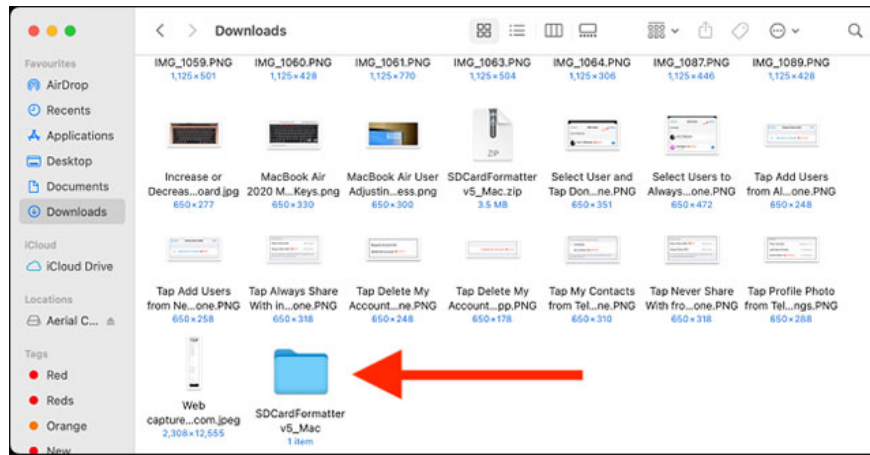 Downloads
Favourites
AirDrop
Recents
Applications
Desktop
Documents
Downloads
iCloud
iCloud Drive
Locations
Aerial C...
Tags
Red
Reds
Orange
New
IMG_1059.PNG
1,125×501
IMG_1060.PNG
1,125×428
IMG_1061.PNG
1,125×770
IMG_1063.PNG
1,125×504
IMG_1064.PNG
1,125×306
IMG_1087.PNG
1,125×446
IMG_1089.PNG
1,125×428
Increase or
Decreas...oard.jpg
650×277
MacBook Air
2020 M...Keys.png
650×330
MacBook Air User
Adjustin...ess.png
650×300
ZIP
SDCardFormatter
v5_Mac.zip
3.5 MB
Select User and
Tap Don...ne.PNG
650×351
Select Users to
Always...one.PNG
650×472
Tap Add Users
from Al...one.PNG
650×248
Tap Add Users
from Ne...one.PNG
650×258
Tap Always Share
With in...one.PNG
650×318
Tap Delete My
Account...ne.PNG
650×248
Tap Delete My
Account...pp.PNG
650×178
Tap My Contacts
from Tel...ne.PNG
650×310
Tap Never Share
With fro...one.PNG
650×318
Tap Profile Photo
from Tel...ngs.PNG
650×288
Web
capture...com.jpeg
2,308×12,555
SDCardFormatter
v5_Mac
1 item